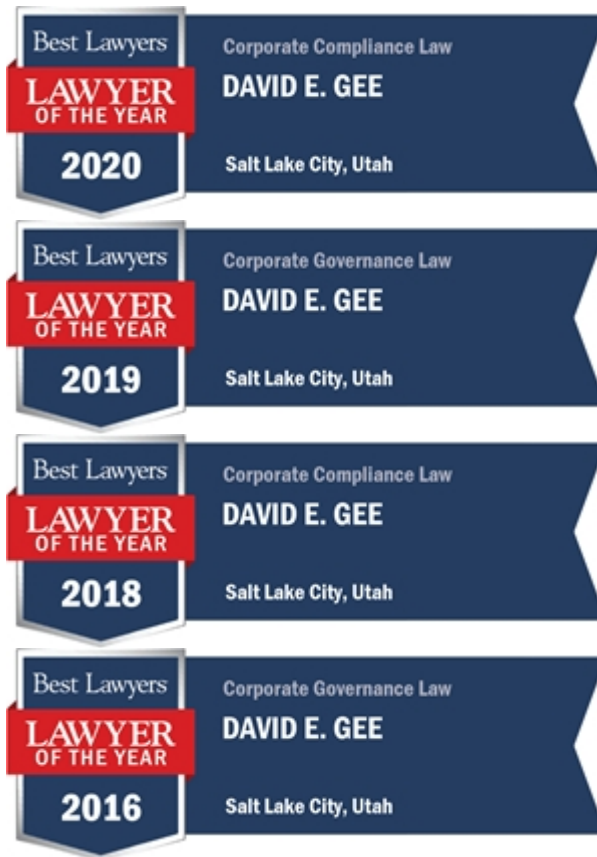 Best Lawyers
LAWYER
OF THE YEAR
2020
Corporate Compliance Law
DAVID E. GEE
Salt Lake City, Utah
Best Lawyers
LAWYER
OF THE YEAR
2019
Corporate Governance Law
DAVID E. GEE
Salt Lake City, Utah
Best Lawyers
LAWYER
OF THE YEAR
2018
Corporate Compliance Law
DAVID E. GEE
Salt Lake City, Utah
Best Lawyers
LAWYER
OF THE YEAR
2016
Corporate Governance Law
DAVID E. GEE
Salt Lake City, Utah